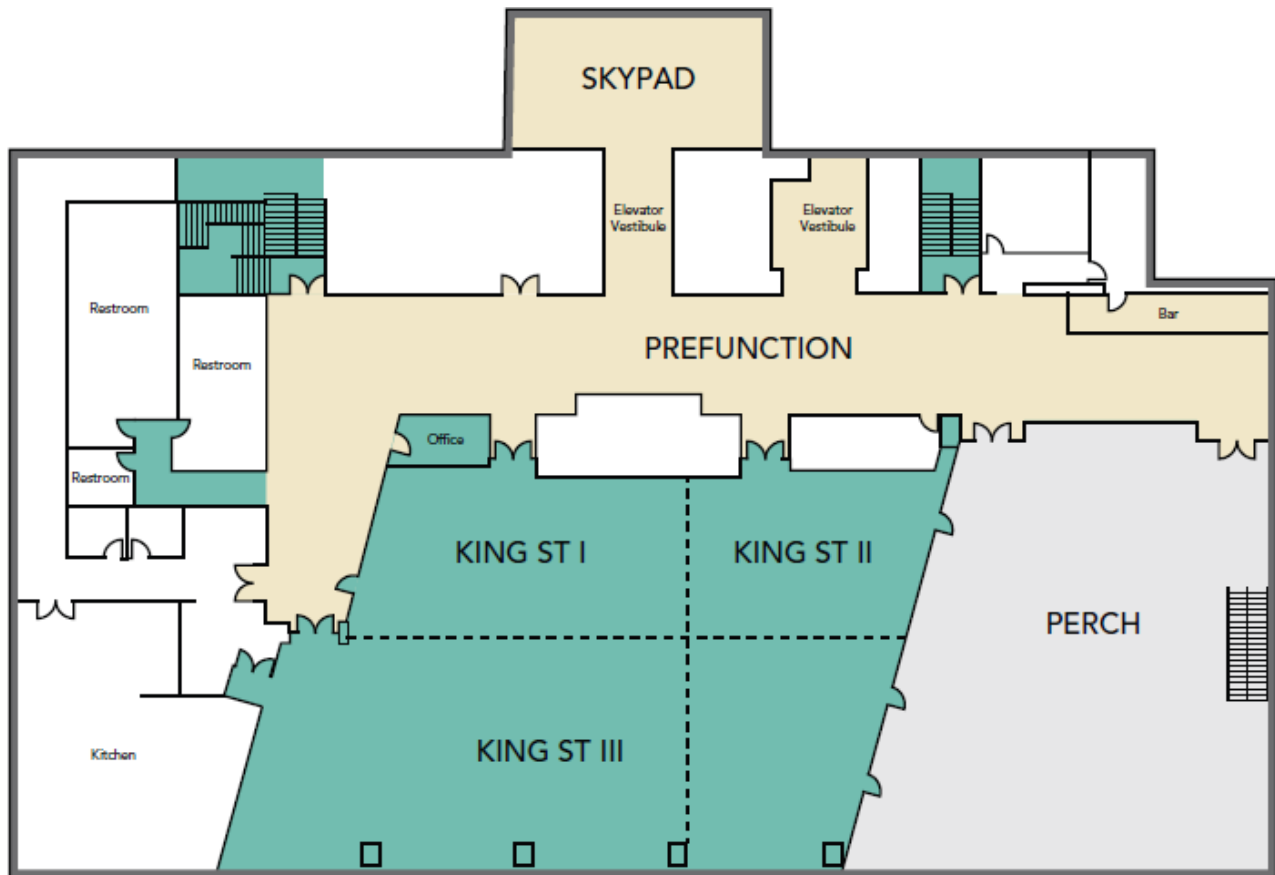 SKYPAD
Elevator
Vestibule
Elevator
Vestibule
Restroom
Bar
PREFUNCTION
Restroom
Office
Restroom
KING ST I
KING ST II
PERCH
KING ST III
Kitchen